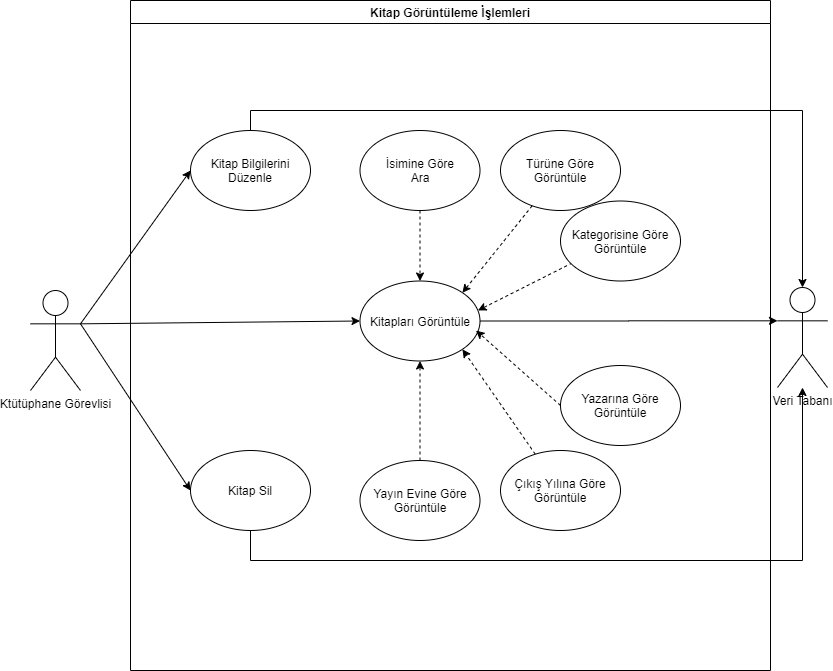 Kitap Görüntüleme İşlemleri
Kitap Bilgilerini
Düzenle
İsimine Göre
Ara
Türüne Göre
Görüntüle
Kategorisine Göre
Görüntüle
Kitapları Görüntüle
Ktütüphane Görevlisi
Veri Tabanı
Yazarına Göre
Görüntüle
Kitap Sil
Yayın Evine Göre
Görüntüle
Çıkış Yılına Göre
Görüntüle